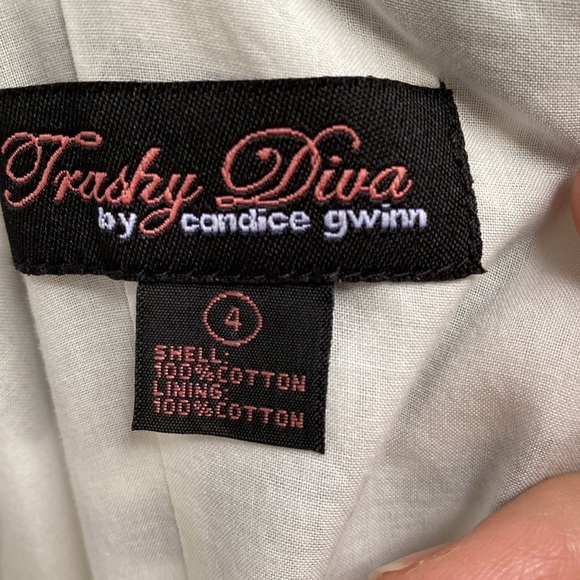 Trashy Diva
by candice gwinn
4
SHELL:
100% COTTON
LINING:
100% COTTON